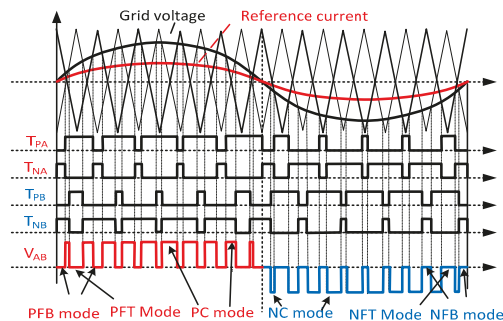 Grid voltage
Reference current
TPA
TNA
TPB
TNB
VAB
PFB mode
PFT Mode
PC mode
NC mode
NFT Mode
NFB mode